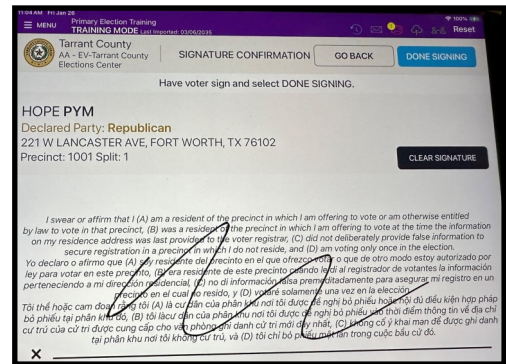 11:04 AM Fri Jan 26
100%
MENU
Primary Election Training
TRAINING MODE Last Imported: 03/06/2035
Reset
Tarrant County
AA - EV-Tarrant County
Elections Center
SIGNATURE CONFIRMATION
GO BACK
DONE SIGNING
Have voter sign and select DONE SIGNING.
HOPE PYM
Declared Party: Republican
221 W LANCASTER AVE, FORT WORTH, TX 76102
Precinct: 1001 Split: 1
CLEAR SIGNATURE
I swear or affirm that I (A) am a resident of the precinct in which I am offering to vote or am otherwise entitled
by law to vote in that precinct, (B) was a resident of the precinct in which I am offering to vote at the time the information
on my residence address was last provided to the voter registrar, (C) did not deliberately provide false information to
secure registration in a precinct in which I do not reside, and (D) am voting only once in the election.
Yo declaro o afirmo que (A) soy residente del precinto en el que ofrezco votar o que de otro modo estoy autorizado por
ley para votar en este precinto, (B) era residente de este precinto cuando le di al registrador de votantes la información
perteneciendo a mi dirección residencial, (C) no di información falsa premeditadamente para asegurar mi registro en un
precinto en el cual no resido, y (D) votaré solamente una vez en la elección.
Tôi thề hoặc cam đoan rằng tôi (A) là cư dân của phân khu nơi tôi được đề nghị bỏ phiếu hoặc hội đủ điều kiện hợp pháp
bỏ phiếu tại phân khu đó, (B) tôi là cư dân của phân khu nơi tôi được đề nghị bỏ phiếu vào thời điểm thông tin về địa chỉ
cư trú của cử tri được cung cấp cho văn phòng ghi danh cử tri mới đây nhất, (C) không cố ý khai man để được ghi danh
tại phân khu nơi tôi không cư trú, và (D) tôi chỉ bỏ phiếu một lần trong cuộc bầu cử đó.
X